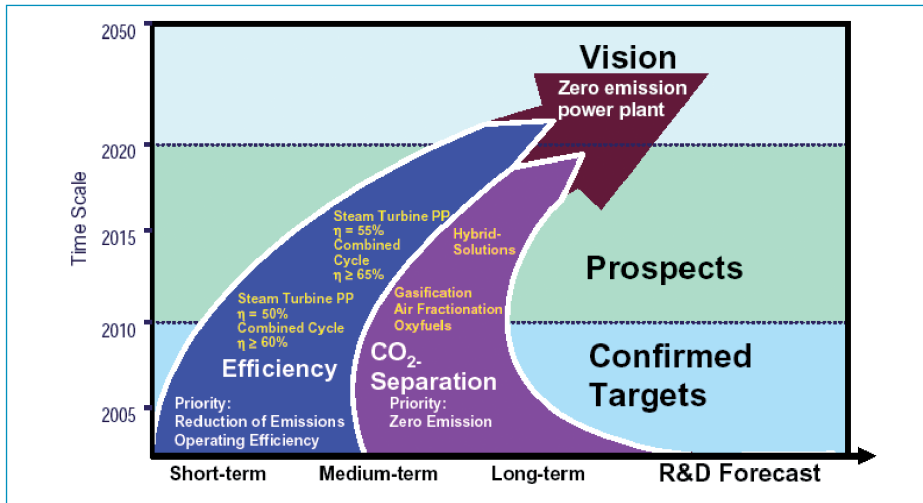 2050
2020
2015
2010
2005
Time Scale
Vision
Zero emission
power plant
Steam Turbine PP
η = 55%
Combined
Cycle
η ≥ 65%
Hybrid-
Solutions
Prospects
Steam Turbine PP
η = 50%
Combined Cycle
η ≥ 60%
Gasification
Air Fractionation
Oxyfuels
Efficiency
CO₂-
Separation
Confirmed
Targets
Priority:
Reduction of Emissions
Operating Efficiency
Priority:
Zero Emission
Short-term
Medium-term
Long-term
R&D Forecast